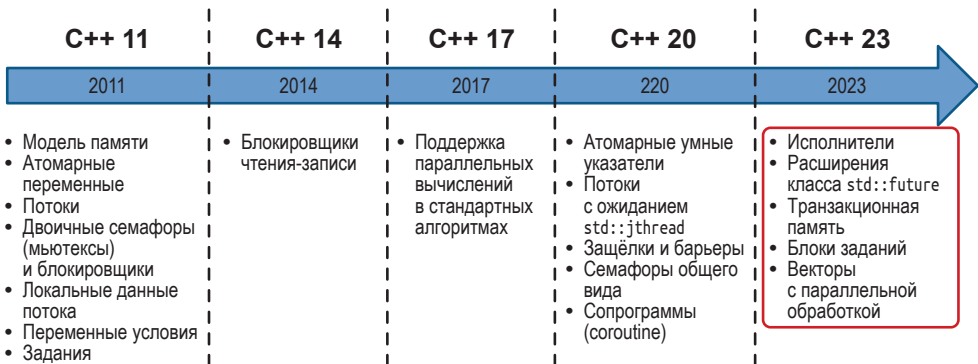 C++ 11
C++ 14
C++ 17
C++ 20
C++ 23
2011
2014
2017
220
2023
• Модель памяти
• Атомарные
переменные
• Потоки
• Двоичные семафоры
(мьютексы)
и блокировщики
• Локальные данные
потока
• Переменные условия
• Задания
• Блокировщики
чтения-записи
• Поддержка
параллельных
вычислений
в стандартных
алгоритмах
• Атомарные умные
указатели
• Потоки
с ожиданием
std::jthread
• Защёлки и барьеры
• Семафоры общего
вида
• Сопрограммы
(coroutine)
• Исполнители
• Расширения
класса std::future
• Транзакционная
память
• Блоки заданий
• Векторы
с параллельной
обработкой